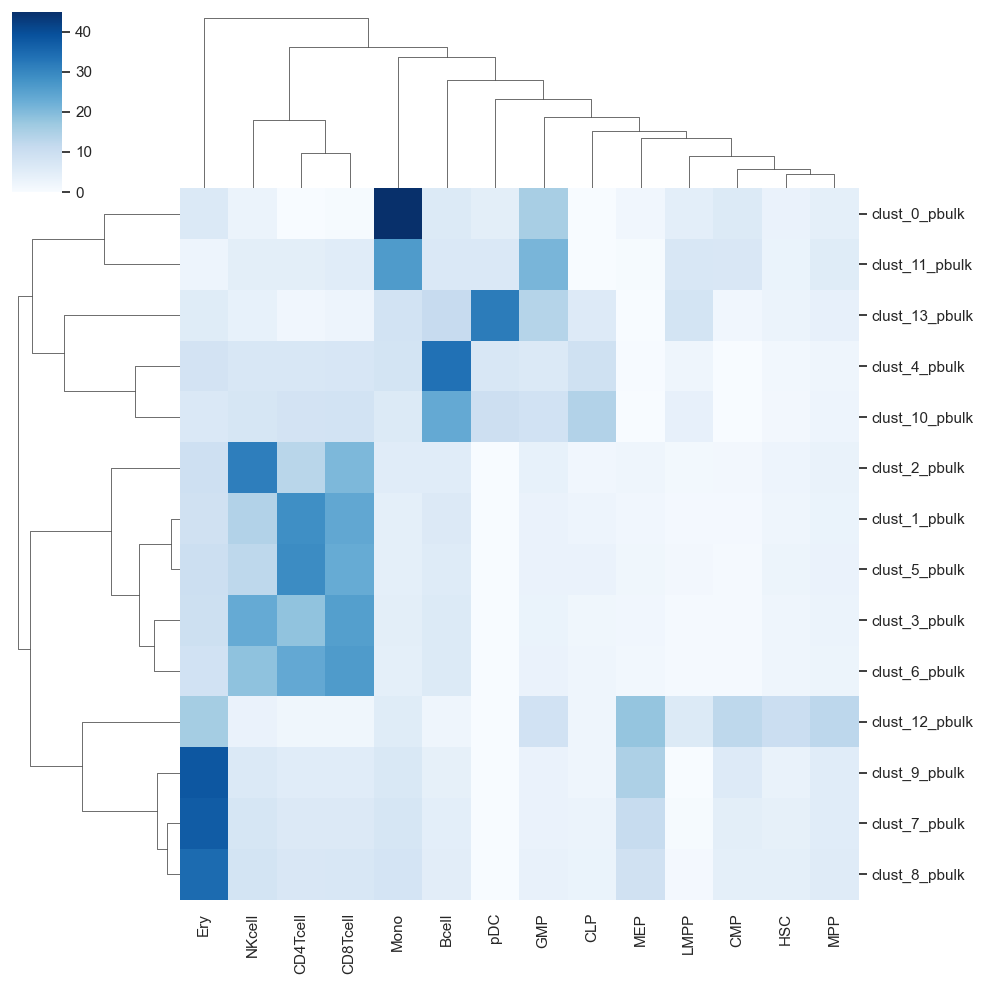 40
30
20
10
0
clust_0_pbulk
clust_11_pbulk
clust_13_pbulk
clust_4_pbulk
clust_10_pbulk
clust_2_pbulk
clust_1_pbulk
clust_5_pbulk
clust_3_pbulk
clust_6_pbulk
clust_12_pbulk
clust_9_pbulk
clust_7_pbulk
clust_8_pbulk
Ery
NKcell
CD4Tcell
CD8Tcell
Mono
Bcell
pDC
GMP
CLP
MEP
LMPP
CMP
HSC
MPP